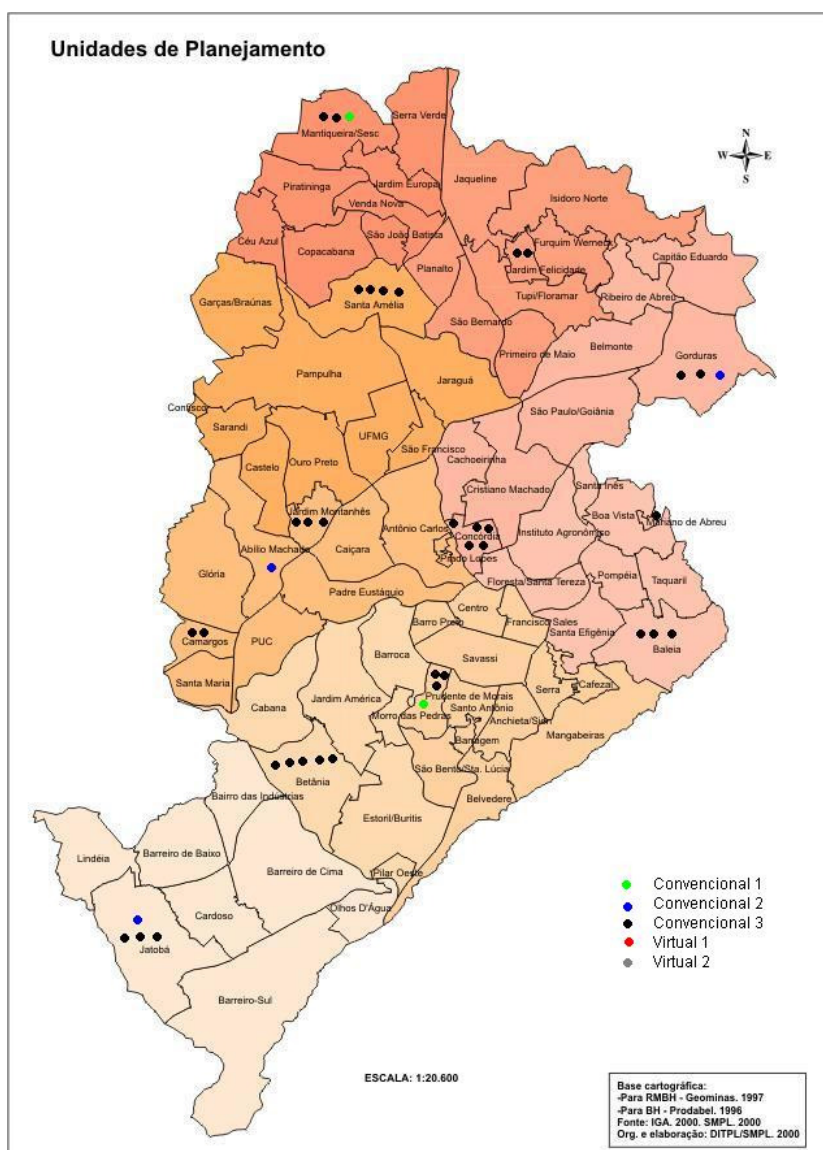 Unidades de Planejamento
Serra Verde
Mantiqueira/Sesc
N
W E
S
Jaqueline
Piratininga
Jardim Europa
Isidoro Norte
Venda Nova
Céu Azul
São João Batista
Furquim Werneck
Copacabana
Capitão Eduardo
Planalto
Jardim Felicidade
Garças/Braúnas
Santa Amélia
Tupi/Floramar
Ribeiro de Abreu
São Bernardo
Belmonte
Primeiro de Maio
Gorduras
Pampulha
Jaraguá
Confisco
São Paulo/Goiânia
Sarandi
UFMG
São Francisco
Castelo
Ouro Preto
Cachoeirinha
Santa Inês
Cristiano Machado
Jardim Montanhês
Boa Vista
Mariano de Abreu
Antônio Carlos
Concórdia
Instituto Agronômico
Abílio Machado
Caiçara
Prado Lopes
Glória
Pompéia
Floresta/Santa Tereza
Taquaril
Padre Eustáquio
Centro
Barro Preto
Francisco Sales
Santa Efigênia
Camargos
PUC
Baleia
Barroca
Savassi
Santa Maria
Serra
Cafezal
Jardim América
Prudente de Morais
Cabana
Santo Antônio
Morro das Pedras
Anchieta/Sion
Mangabeiras
Barragem
São Bento/Sta. Lúcia
Betânia
Bairro das Indústrias
Belvedere
Estoril/Buritis
Lindéia
Barreiro de Baixo
Barreiro de Cima
Pilar Oeste
Convencional 1
Convencional 2
Olhos D'Água
Cardoso
Convencional 3
Virtual 1
Jatobá
Virtual 2
Barreiro-Sul
ESCALA: 1:20.600
Base cartográfica:
-Para RMBH - Geominas. 1997
-Para BH - Prodabel. 1996
Fonte: IGA. 2000. SMPL. 2000
Org. e elaboração: DITPL/SMPL. 2000